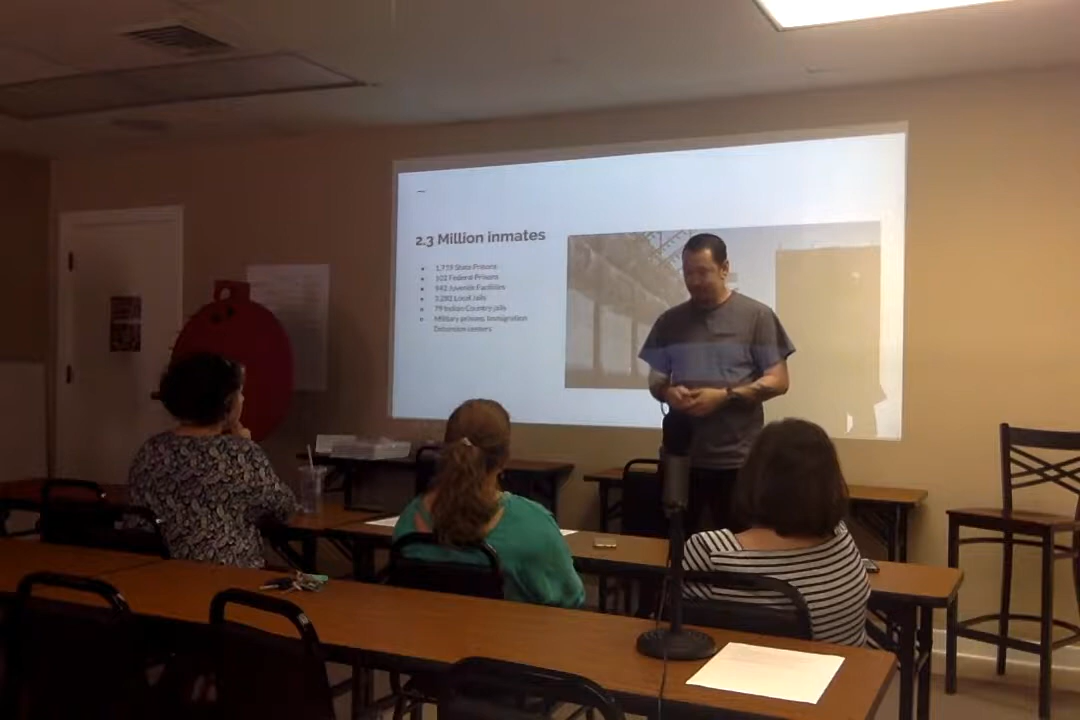 2.3 Million inmates
1,719 State Prisons
102 Federal Prisons
942 Juvenile Facilities
3,282 Local Jails
79 Indian Country jails
Military prisons, Immigration
Detention centers